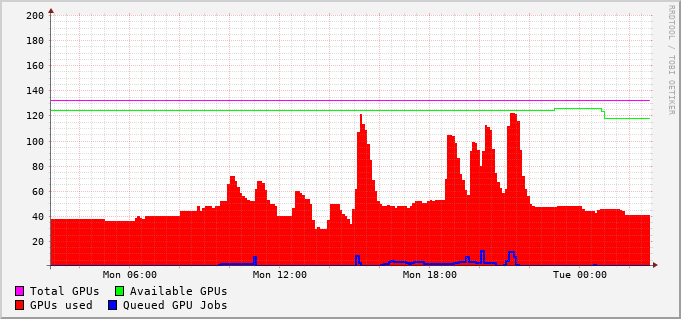 200
180
160
140
120
100
80
60
40
20
Mon 06:00 Mon 12:00 Mon 18:00 Tue 00:00
Total GPUs Available GPUs
GPUs used Queued GPU Jobs
RRDTOOL / TOBI OETIKER